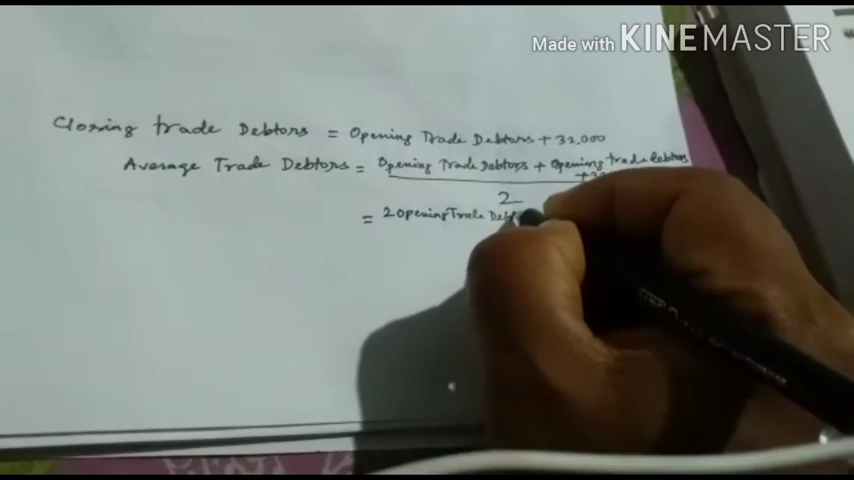 Made with KINEMASTER
Closing trade Debtors = Opening Trade Debtors + 32,000
Average Trade Debtors = Opening Trade Debtors + Opening trade debtors
2
= 2 Opening Trade